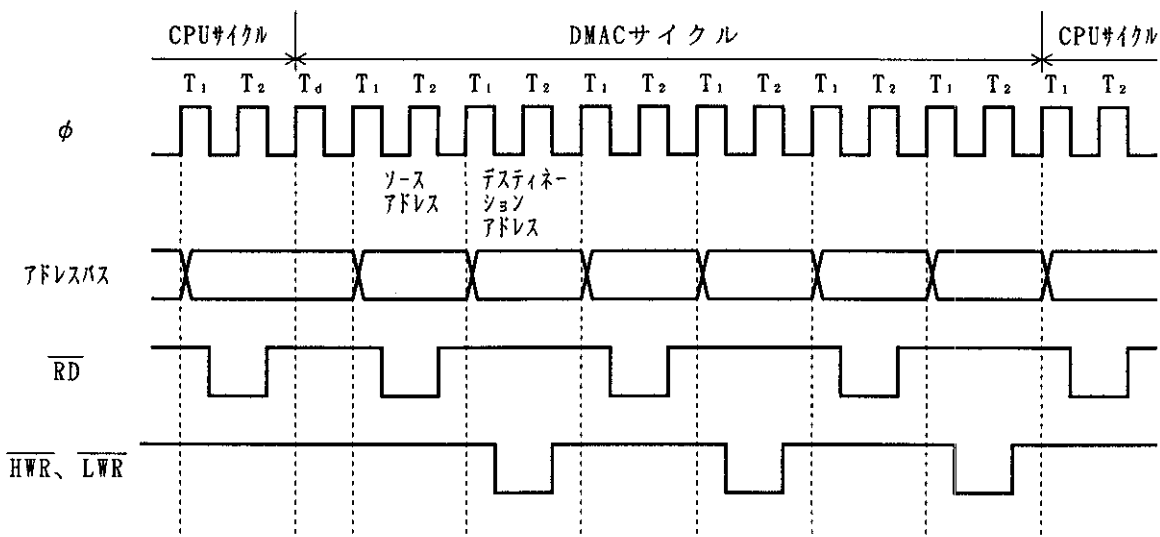 CPUサイクル DMACサイクル CPUサイクル
T₁ T₂ T_d T₁ T₂ T₁ T₂ T₁ T₂ T₁ T₂ T₁ T₂ T₁ T₂ T₁ T₂
φ
ソース
アドレス
デスティネー
ション
アドレス
アドレスバス
RD
HWR、LWR